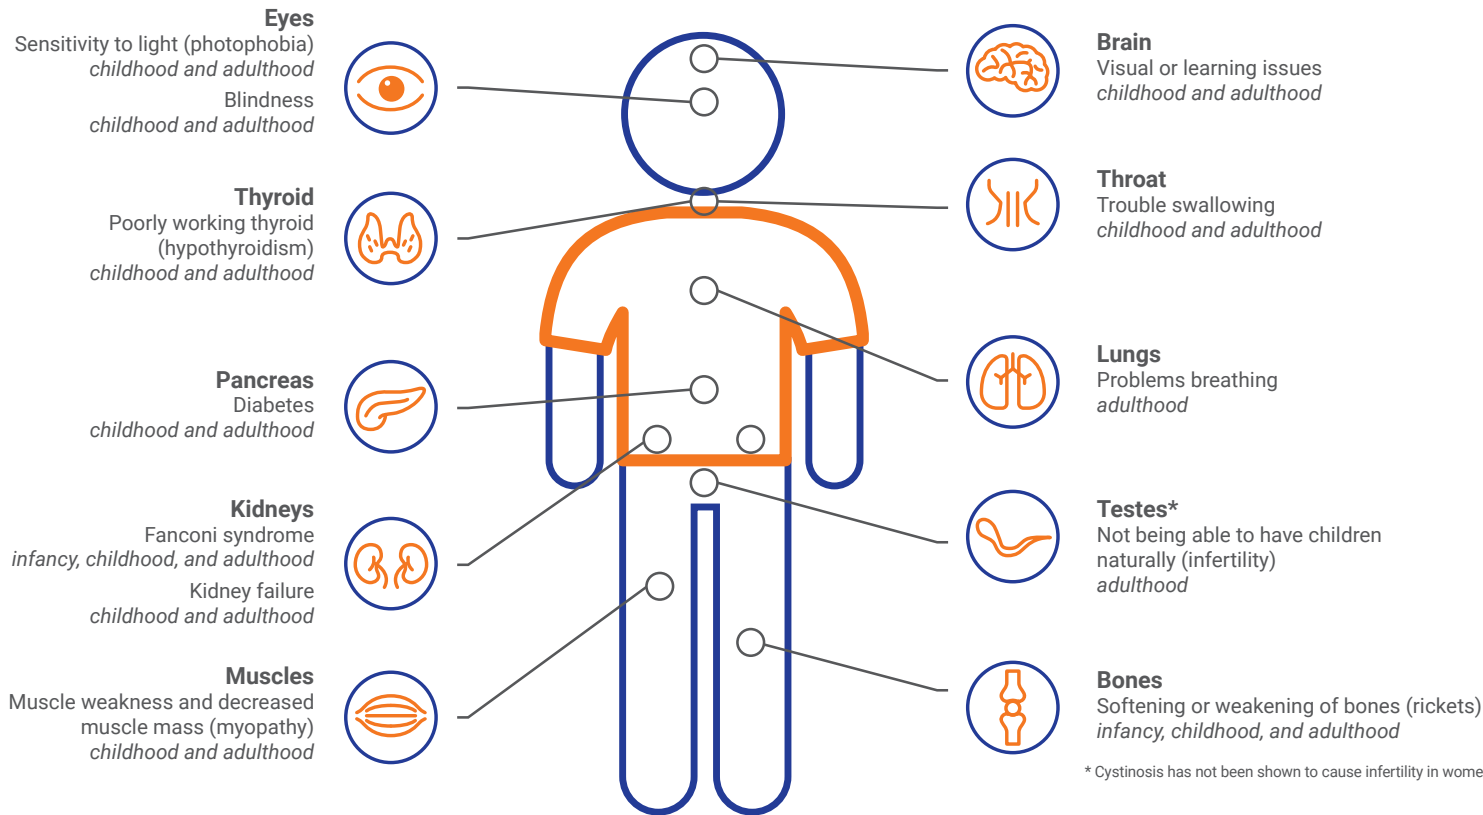 Eyes
Sensitivity to light (photophobia)
childhood and adulthood
Blindness
childhood and adulthood
Thyroid
Poorly working thyroid
(hypothyroidism)
childhood and adulthood
Pancreas
Diabetes
childhood and adulthood
Kidneys
Fanconi syndrome
infancy, childhood, and adulthood
Kidney failure
childhood and adulthood
Muscles
Muscle weakness and decreased
muscle mass (myopathy)
childhood and adulthood
Brain
Visual or learning issues
childhood and adulthood
Throat
Trouble swallowing
childhood and adulthood
Lungs
Problems breathing
adulthood
Testes*
Not being able to have children
naturally (infertility)
adulthood
Bones
Softening or weakening of bones (rickets)
infancy, childhood, and adulthood
* Cystinosis has not been shown to cause infertility in wome